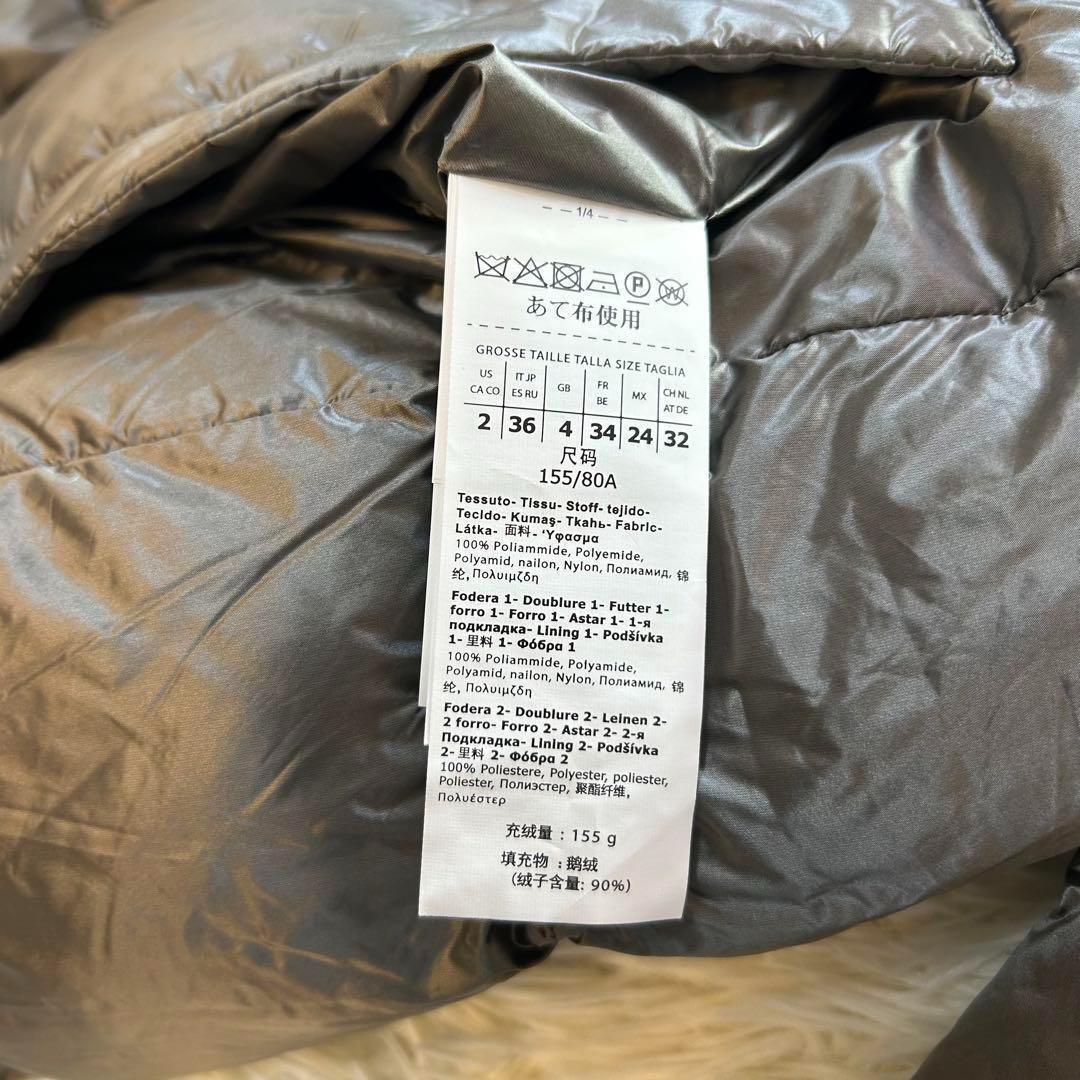 1/4
P W
あて布使用
GROSSE TAILLE TALLA SIZE TAGLIA
US CA CO IT JP ES RU GB FR BE MX CH NL AT DE
2 36 4 34 24 32
尺码
155/80A
Tessuto- Tissu- Stoff- tejido-
Tecido- Kumaş- Ткань- Fabric-
Látka- 面料- ‘Υφασμα
100% Poliammide, Polyemide,
Polyamid, nailon, Nylon, Полиамид, 锦
纶, Πολυιμζδη
Fodera 1- Doublure 1- Futter 1-
forro 1- Forro 1- Astar 1- 1-я
подкладка- Lining 1- Podšívka
1- 里料 1- Φόβρα 1
100% Poliammide, Polyamide,
Polyamid, nailon, Nylon, Полиамид, 锦
纶, Πολυιμζδη
Fodera 2- Doublure 2- Leinen 2-
2 forro- Forro 2- Astar 2- 2-я
Подкладка- Lining 2- Podšívka
2- 里料 2- Φόβρα 2
100% Poliestere, Polyester, poliester,
Poliester, Полиэстер, 聚酯纤维,
Πολυέστερ
充绒量 : 155 g
填充物 : 鹅绒
(绒子含量: 90%)